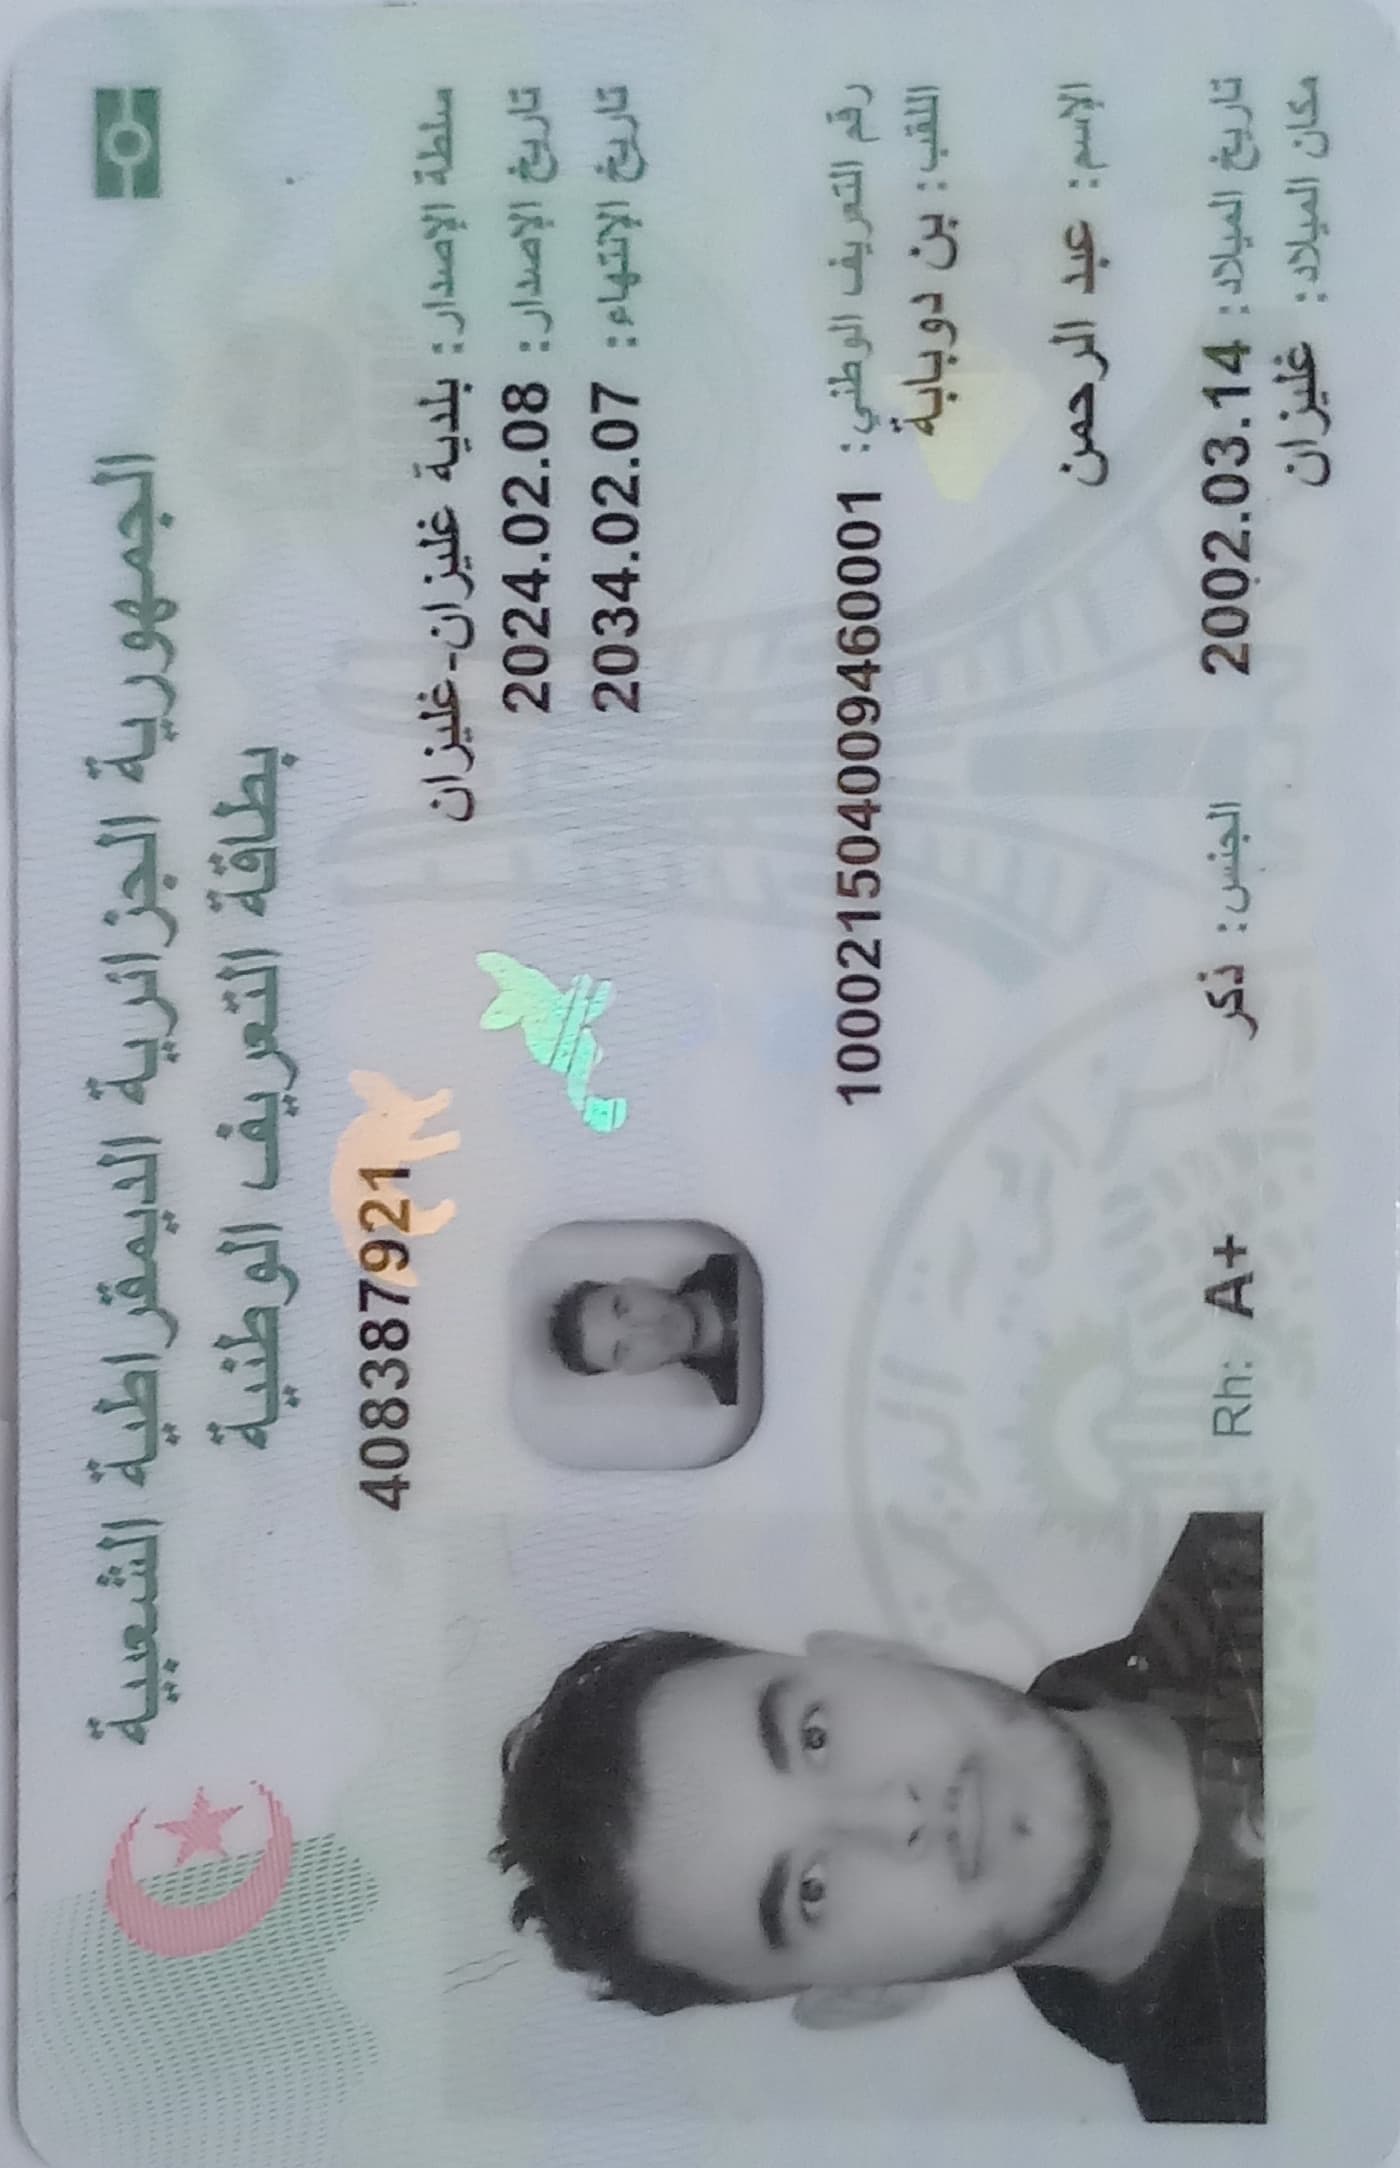 الجمهورية الجزائرية الديمقراطية الشعبية
بطاقة التعريف الوطنية
408387921
سلطة الإصدار: بلدية غليزان-غليزان
تاريخ الإصدار: 2024.02.08
تاريخ الإنتهاء: 2034.02.07
رقم التعريف الوطني: 100021504009460001
اللقب: بن دوبابة
الإسم: عبد الرحمن
تاريخ الميلاد: 2002.03.14 الجنس: ذكر Rh: A+
مكان الميلاد: غليزان